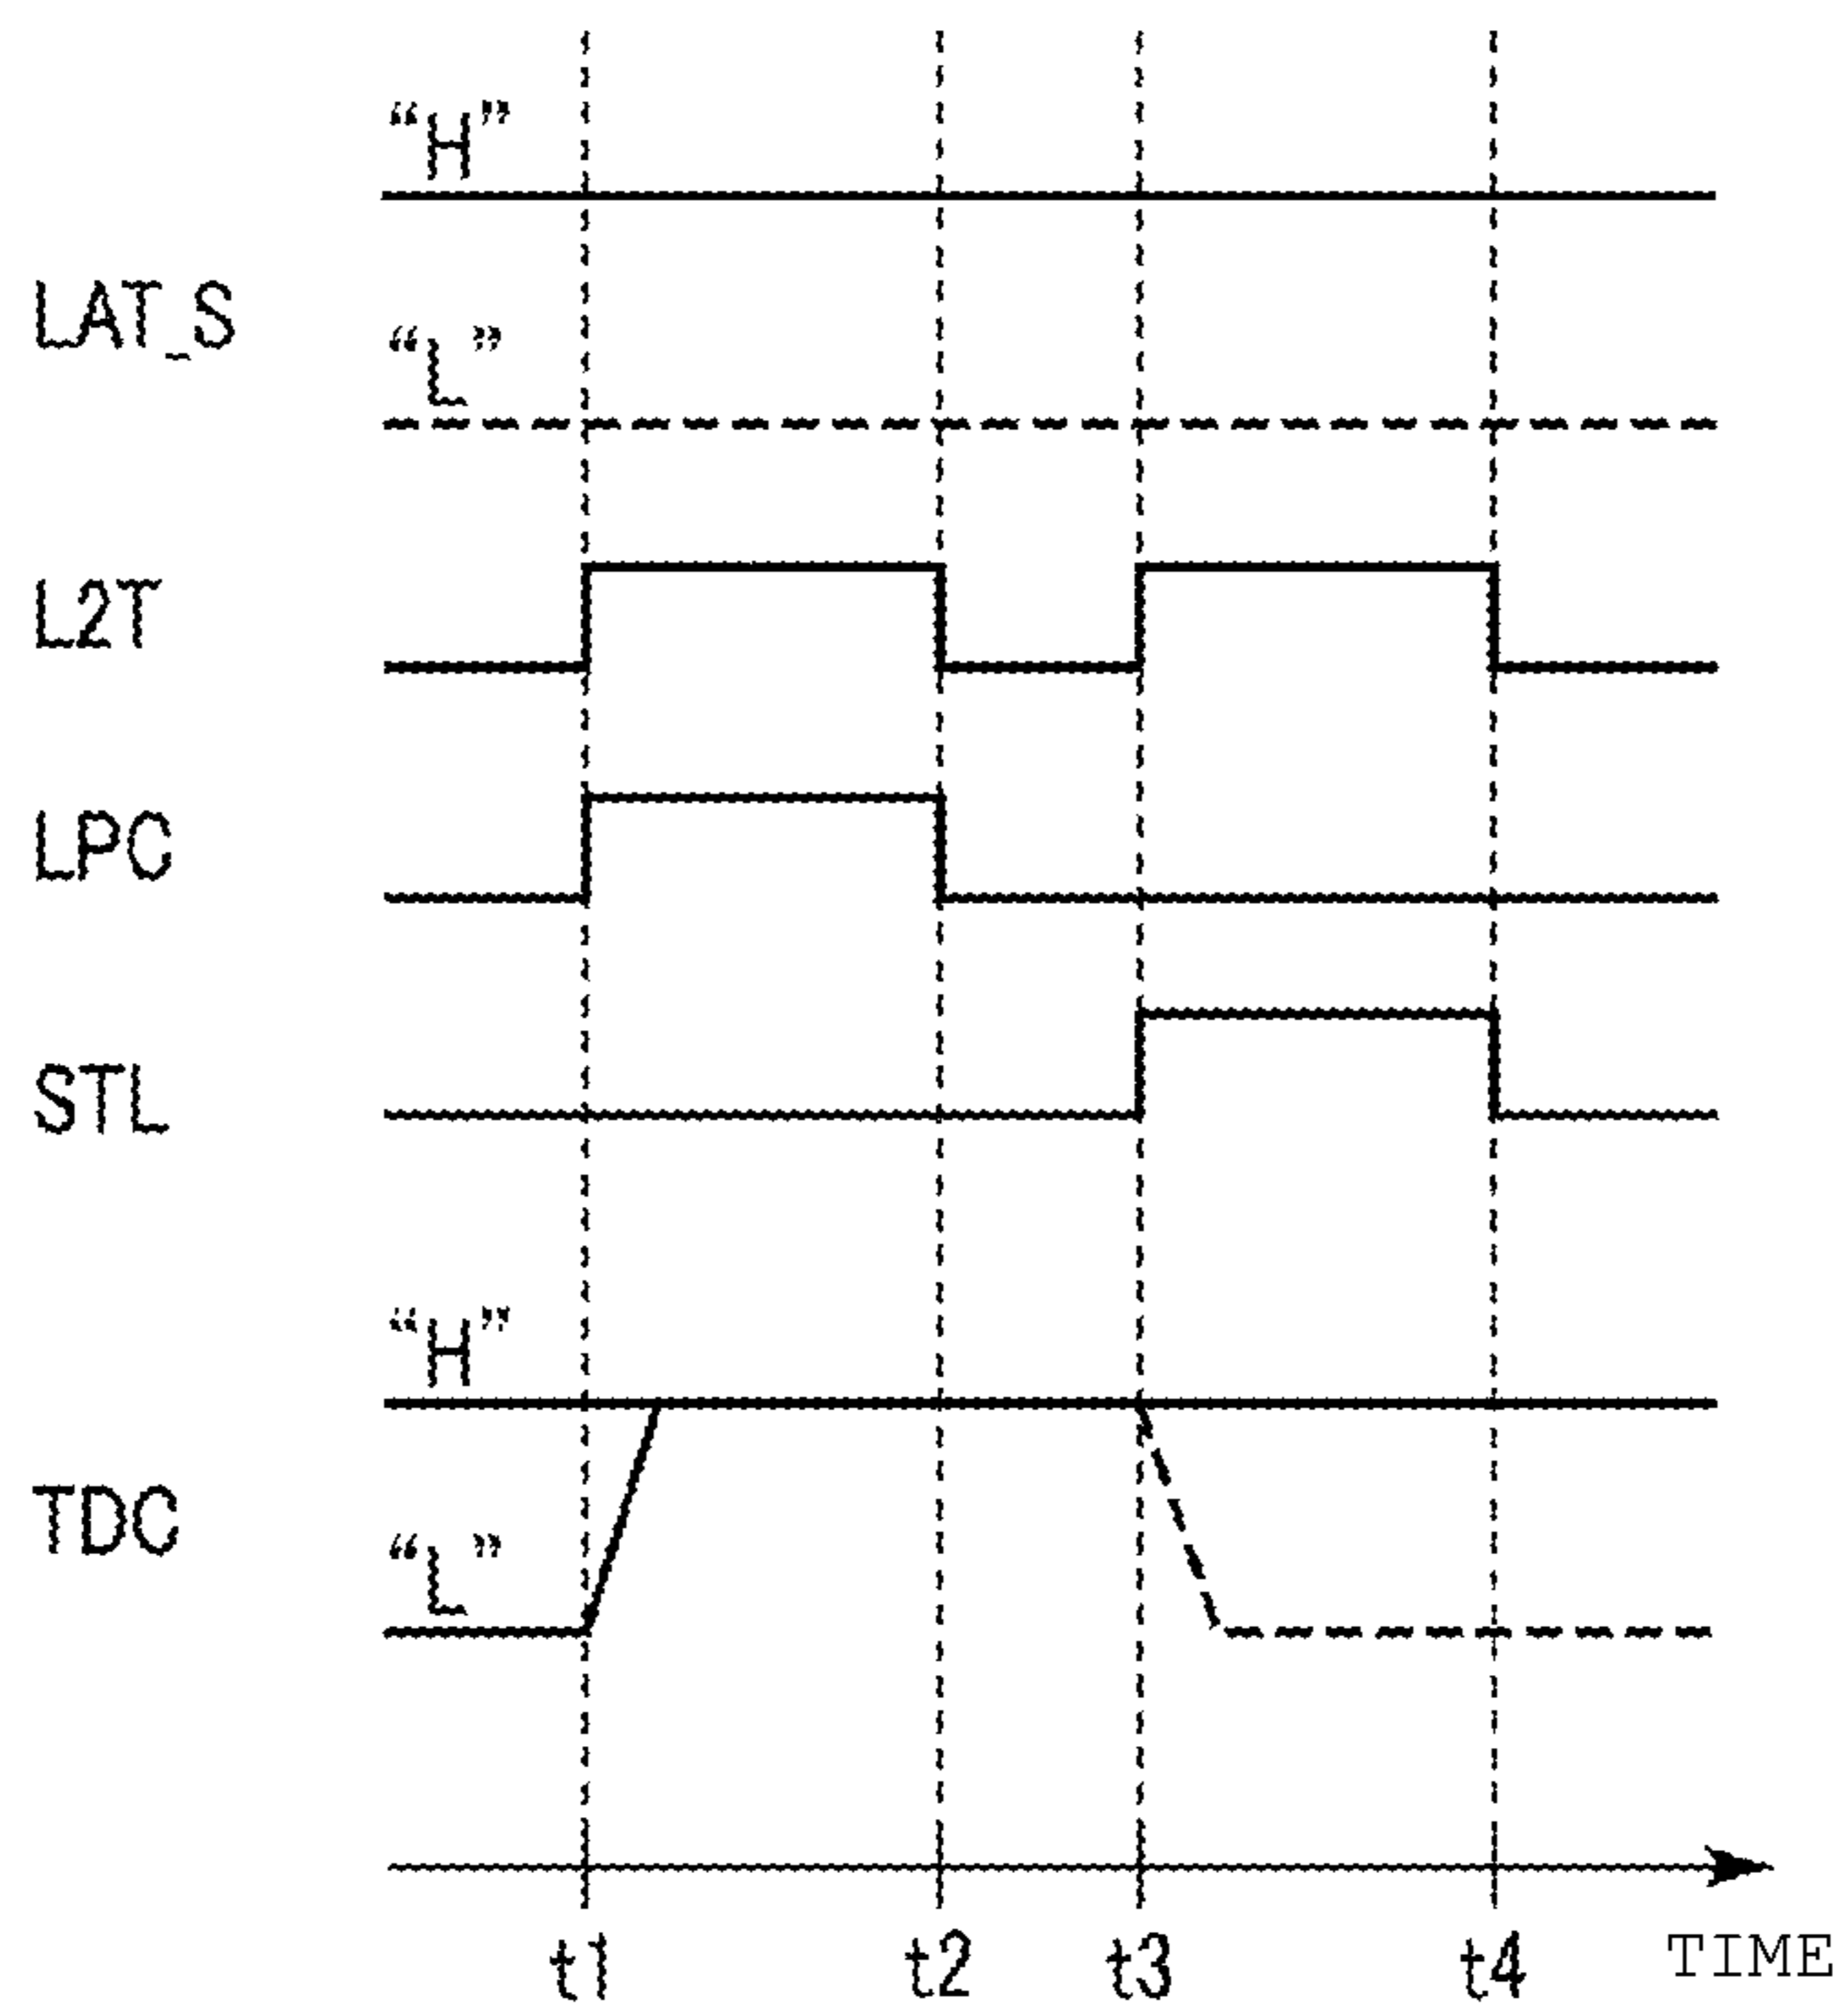 “H”
LAT_S
“L”
L2T
LPC
STL
“H”
TDC
“L”
t1 t2 t3 t4 TIME